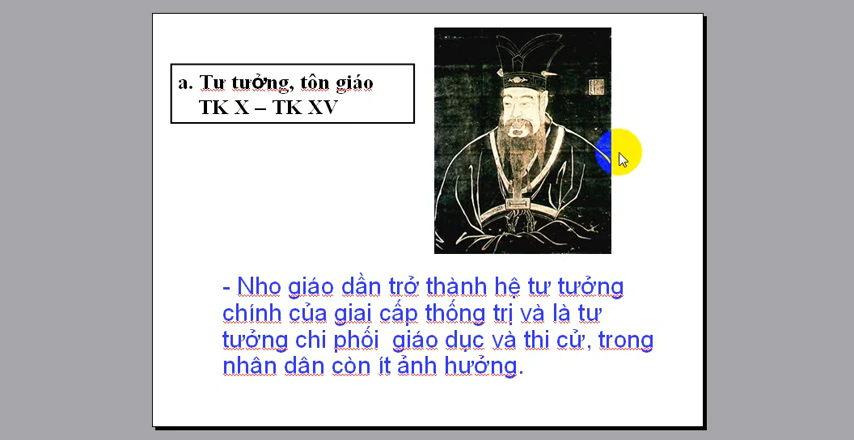 a. Tư tưởng, tôn giáo
TK X – TK XV
- Nho giáo dần trở thành hệ tư tưởng
chính của giai cấp thống trị và là tư
tưởng chi phối giáo dục và thi cử, trong
nhân dân còn ít ảnh hưởng.